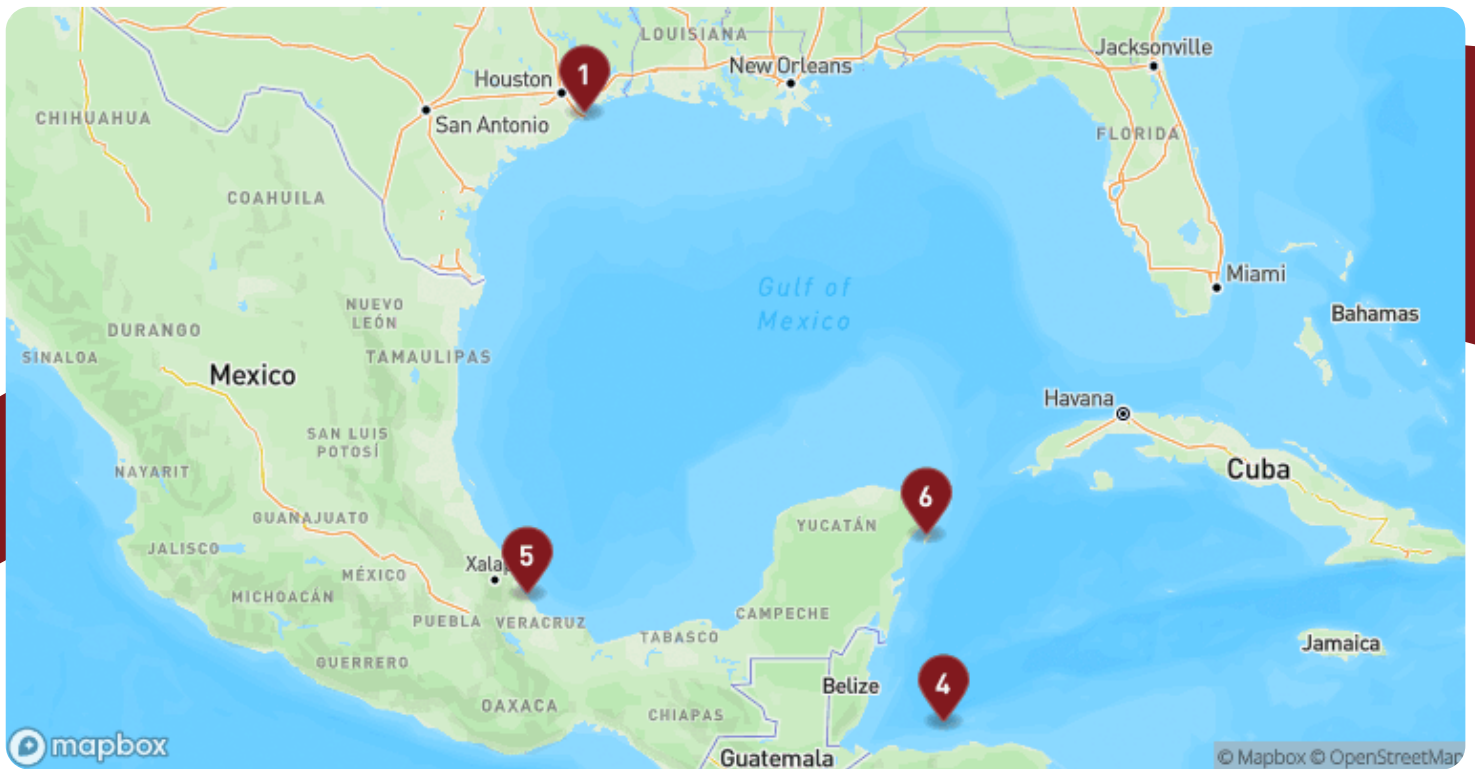 LOUISIANA
Jacksonville
New Orleans
Houston
1
CHIHUAHUA
San Antonio
FLORIDA
COAHUILA
Miami
Gulf of
Mexico
NUEVO
LEÓN
Bahamas
DURANGO
SINALOA
TAMAULIPAS
Mexico
Havana
SAN LUIS
POTOSÍ
NAYARIT
Cuba
6
GUANAJUATO
YUCATÁN
JALISCO
5
Xalap
MÉXICO
MICHOACÁN
PUEBLA
VERACRUZ
CAMPECHE
TABASCO
Jamaica
GUERRERO
Belize
4
OAXACA
CHIAPAS
mapbox
Guatemala
© Mapbox © OpenStreetMap